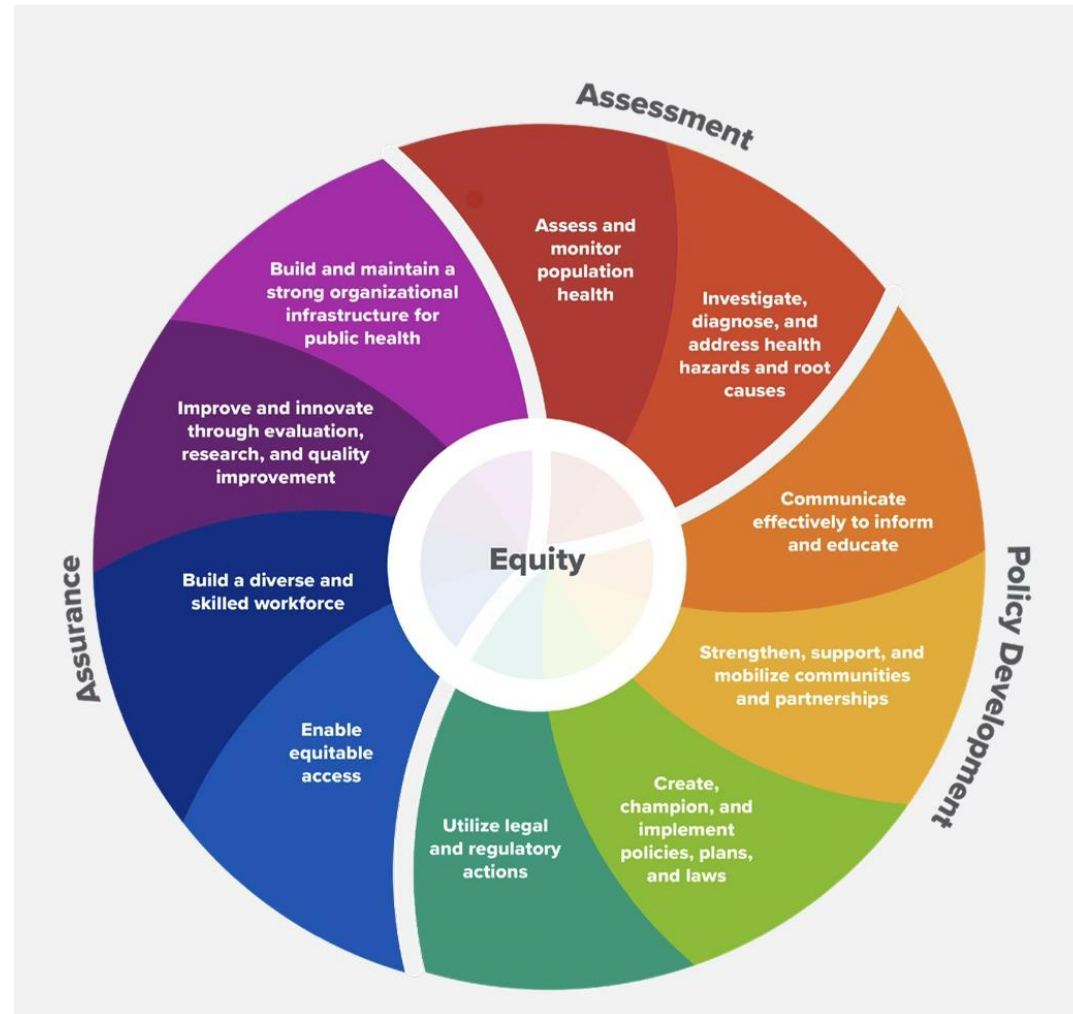 Assessment
Assess and
monitor
population
health
Investigate,
diagnose, and
address health
hazards and root
causes
Policy Development
Communicate
effectively to inform
and educate
Strengthen, support, and
mobilize communities
and partnerships
Create,
champion, and
implement
policies, plans,
and laws
Utilize legal
and regulatory
actions
Assurance
Enable
equitable
access
Build a diverse and
skilled workforce
Improve and innovate
through evaluation,
research, and quality
improvement
Build and maintain a
strong organizational
infrastructure for
public health
Equity